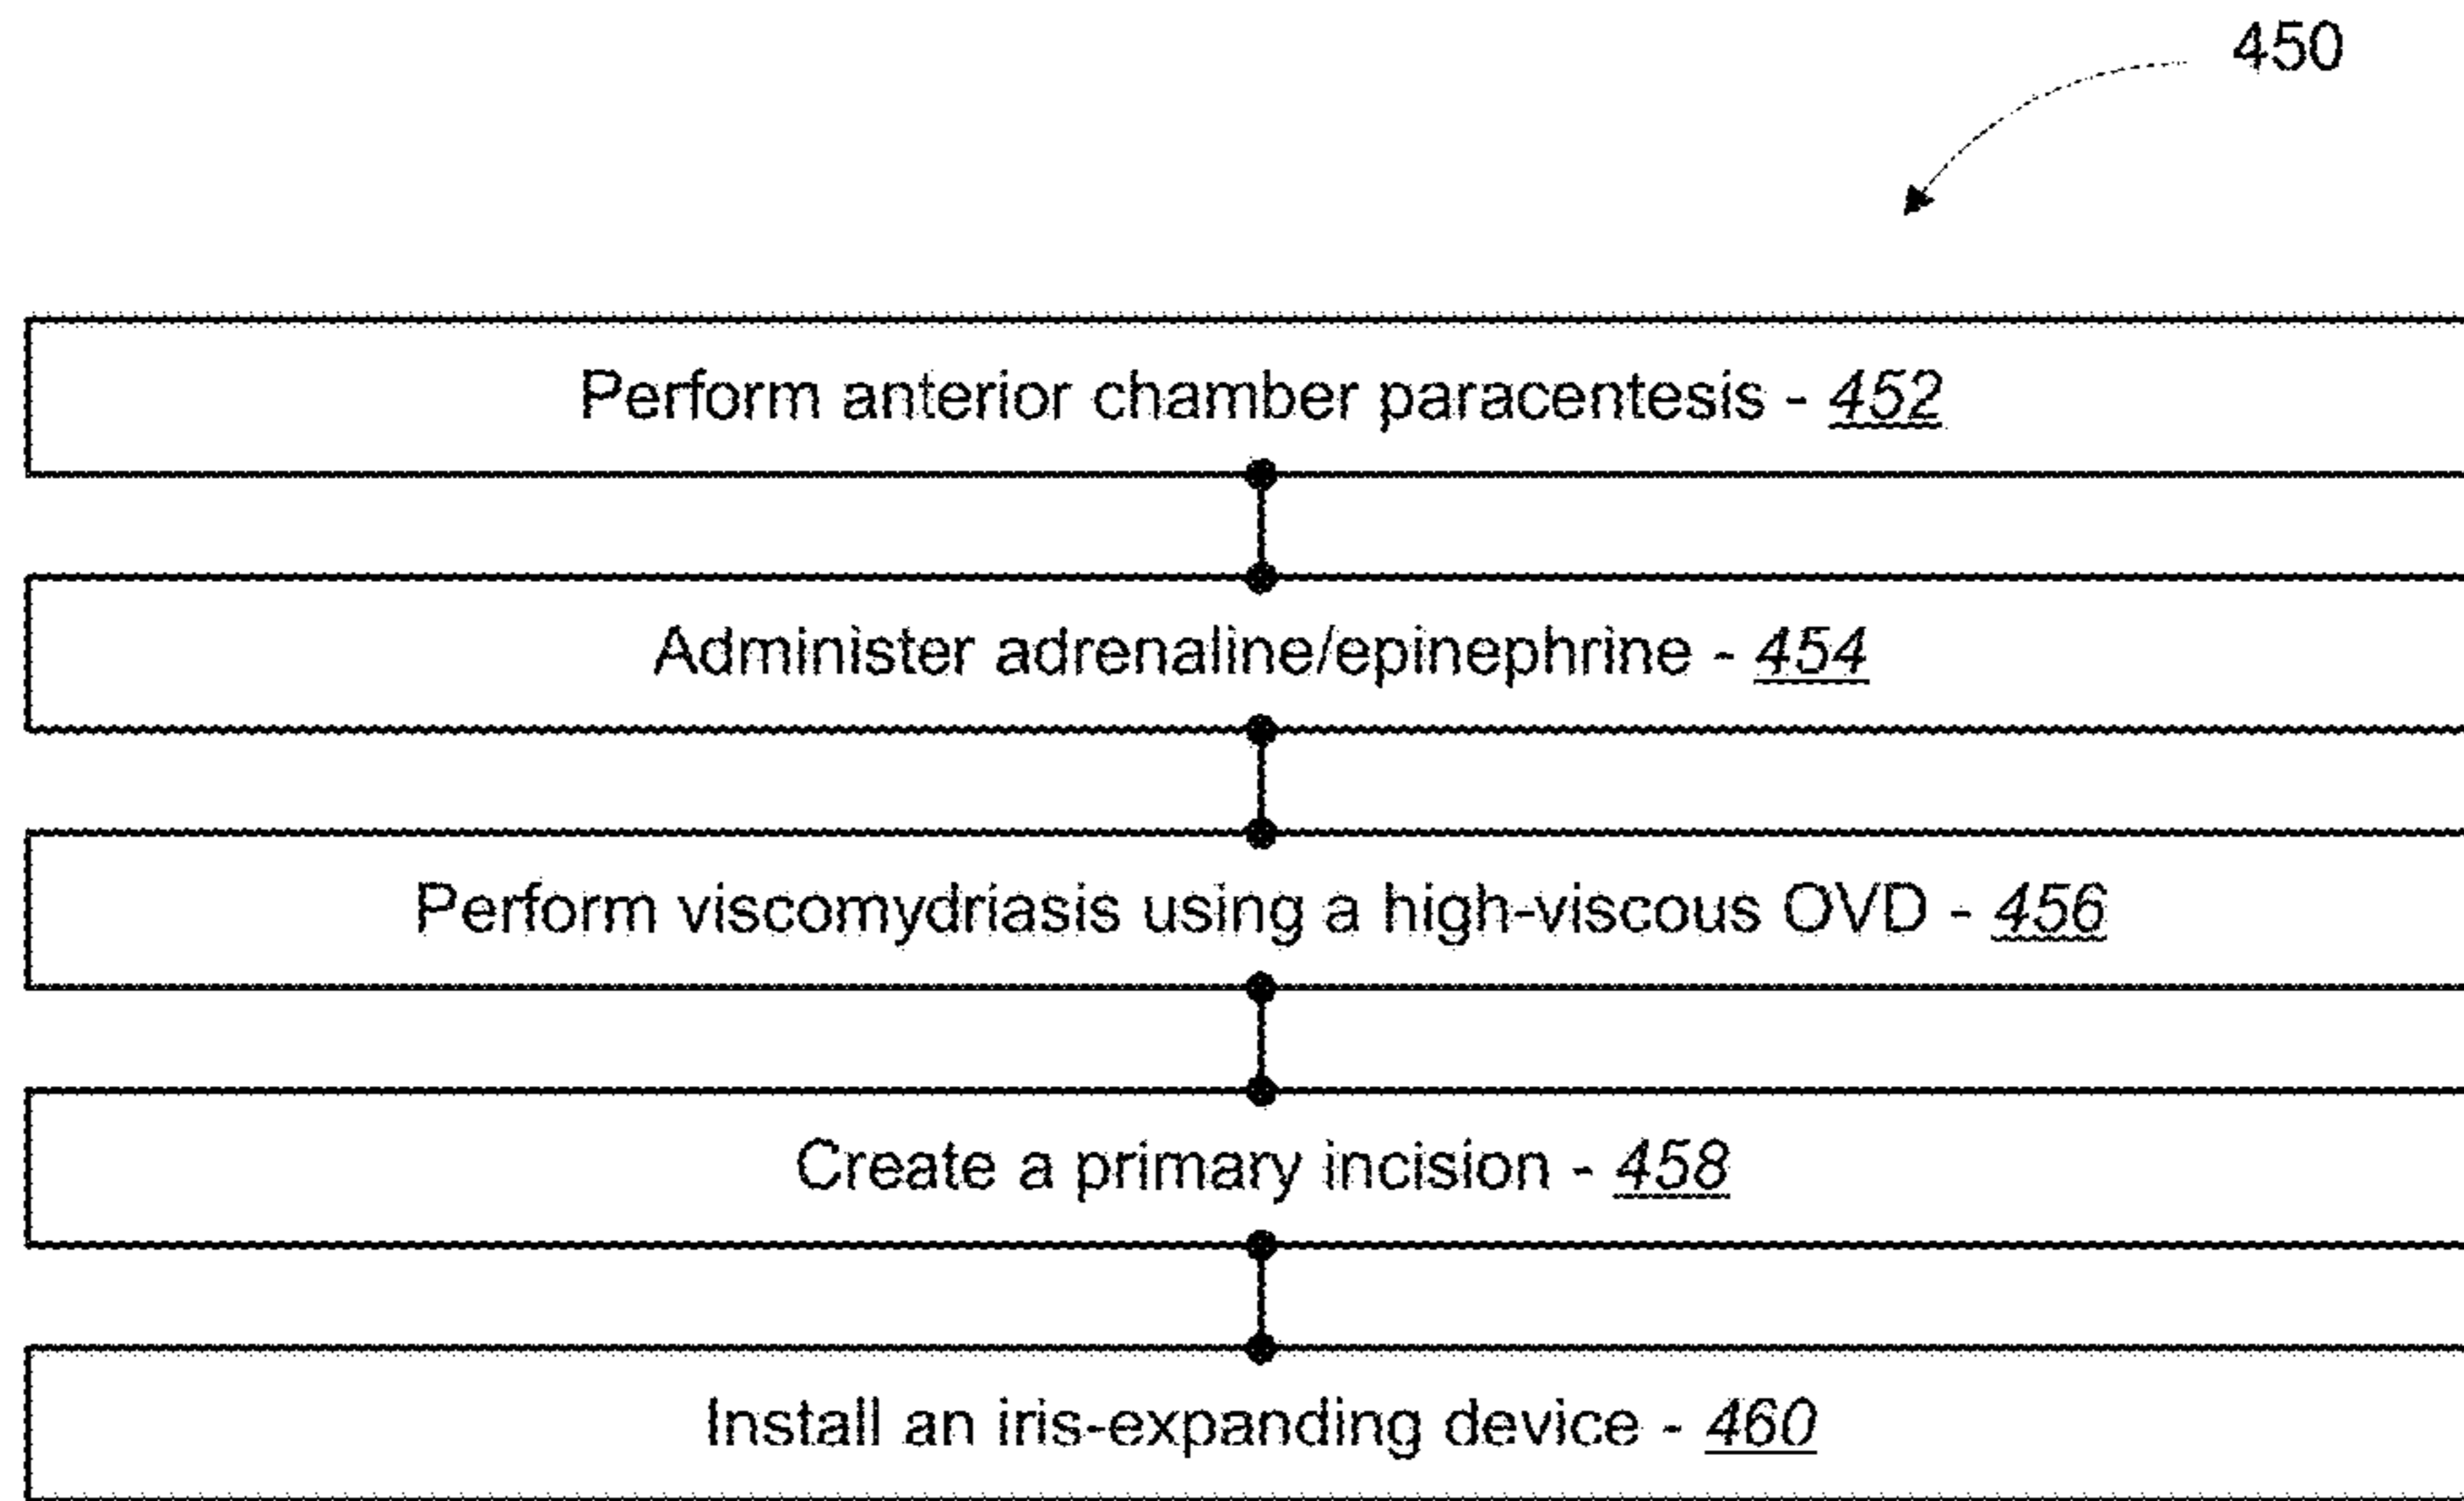 450
Perform anterior chamber paracentesis - 452
Administer adrenaline/epinephrine - 454
Perform viscomydriasis using a high-viscous OVD - 456
Create a primary incision - 458
Install an iris-expanding device - 460